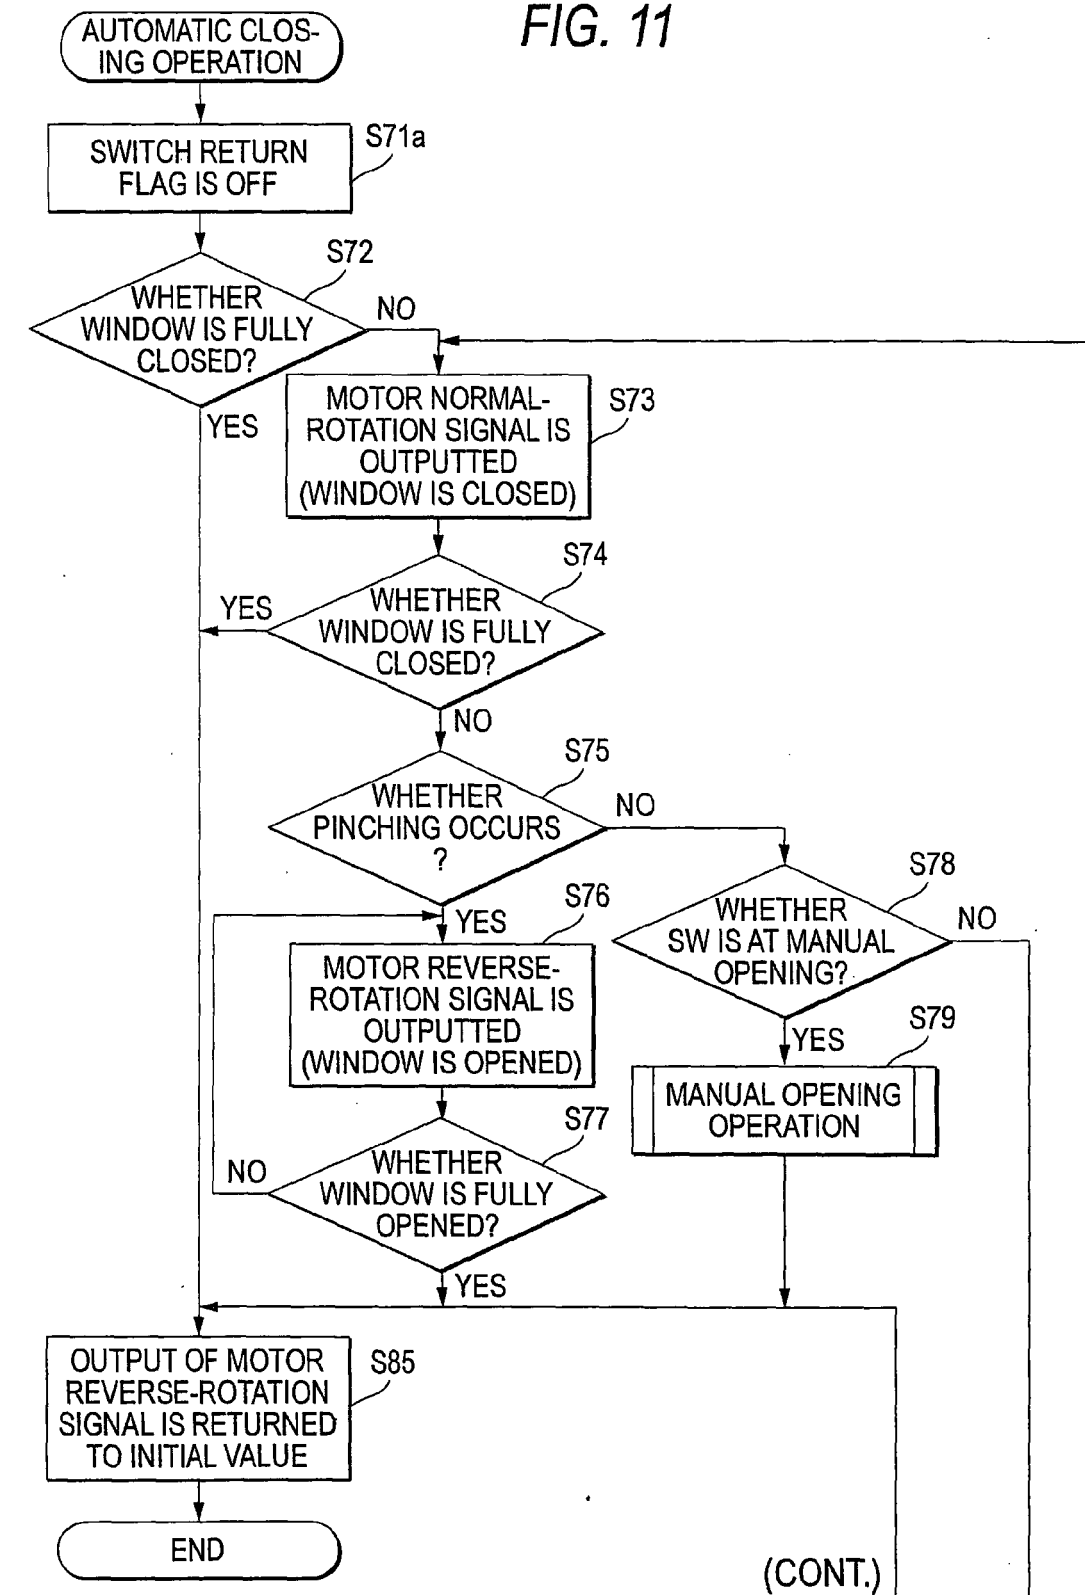 FIG. 11
AUTOMATIC CLOS-
ING OPERATION
S71a
SWITCH RETURN
FLAG IS OFF
S72
WHETHER
WINDOW IS FULLY
CLOSED?
NO
YES
S73
MOTOR NORMAL-
ROTATION SIGNAL IS
OUTPUTTED
(WINDOW IS CLOSED)
S74
WHETHER
WINDOW IS FULLY
CLOSED?
YES
NO
S75
WHETHER
PINCHING OCCURS
?
NO
YES
S76
MOTOR REVERSE-
ROTATION SIGNAL IS
OUTPUTTED
(WINDOW IS OPENED)
S77
WHETHER
WINDOW IS FULLY
OPENED?
NO
YES
S78
WHETHER
SW IS AT MANUAL
OPENING?
NO
YES
S79
MANUAL OPENING
OPERATION
S85
OUTPUT OF MOTOR
REVERSE-ROTATION
SIGNAL IS RETURNED
TO INITIAL VALUE
END
(CONT.)